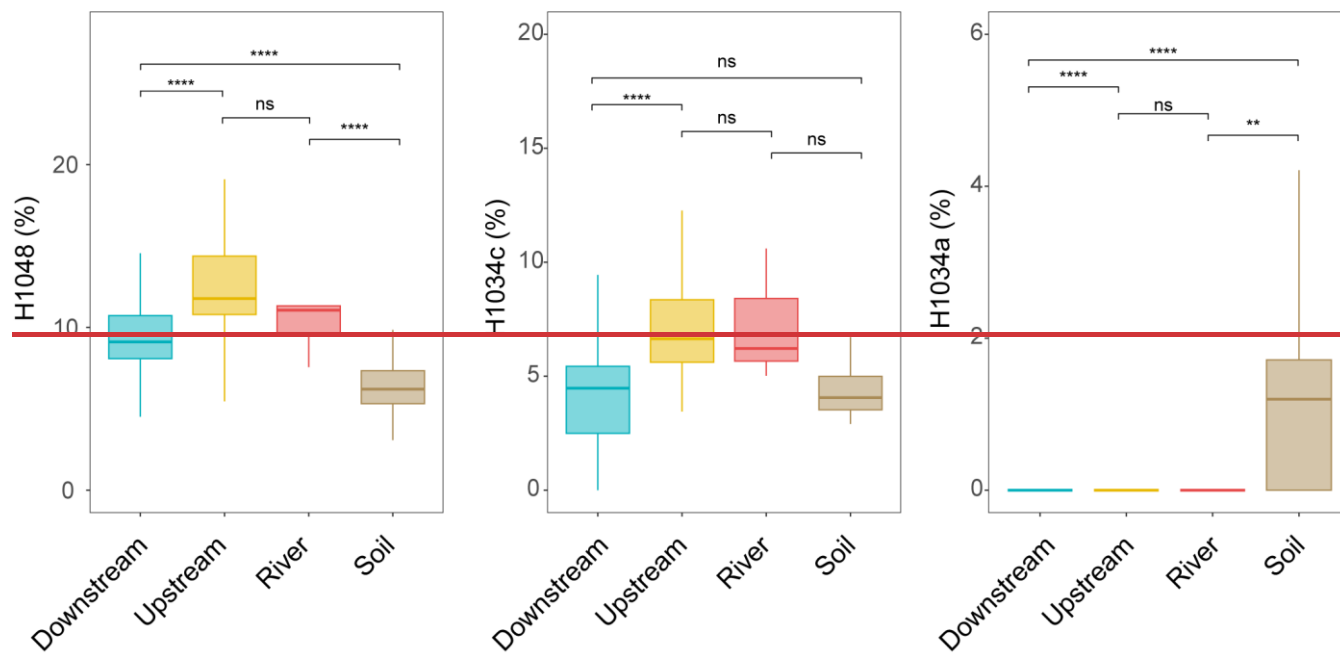 H1048 (%)
20
10
0
****
****
ns
****
Downstream
Upstream
River
Soil
H1034c (%)
20
15
10
5
0
ns
****
ns
ns
Downstream
Upstream
River
Soil
H1034a (%)
6
4
2
0
****
****
ns
**
Downstream
Upstream
River
Soil